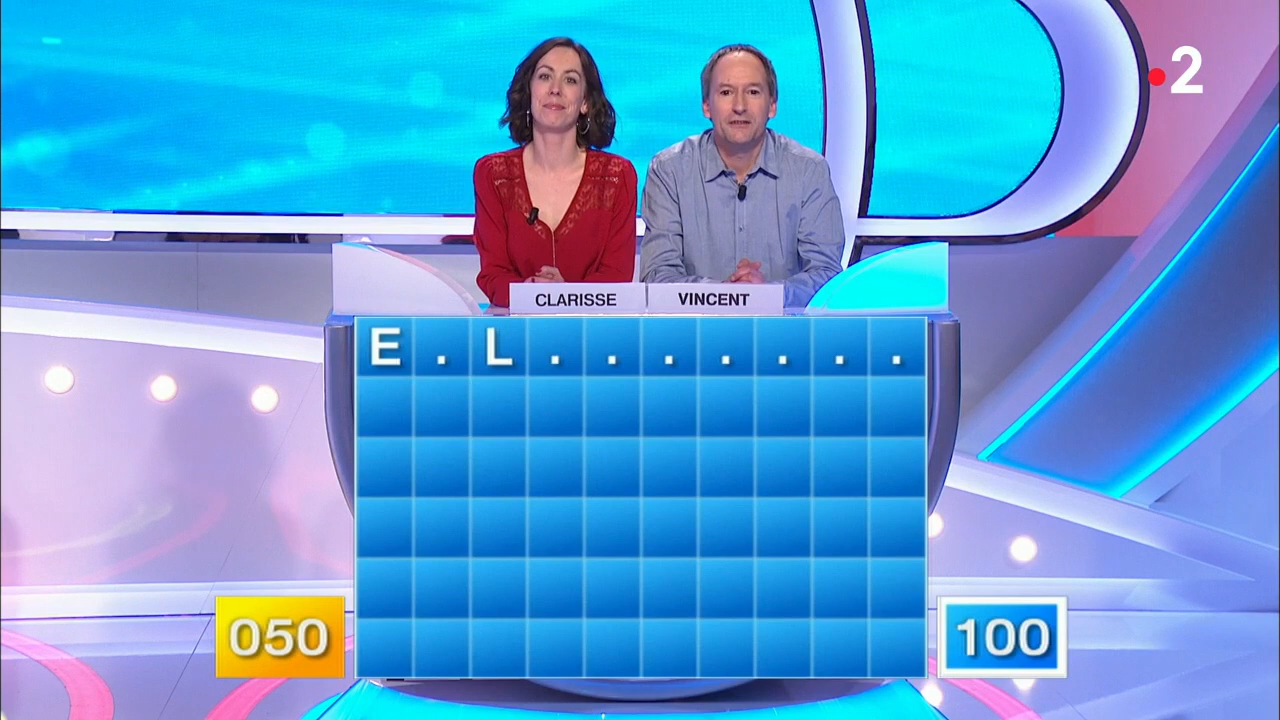 2
CLARISSE VINCENT
E . L . . . . . . .
050 100